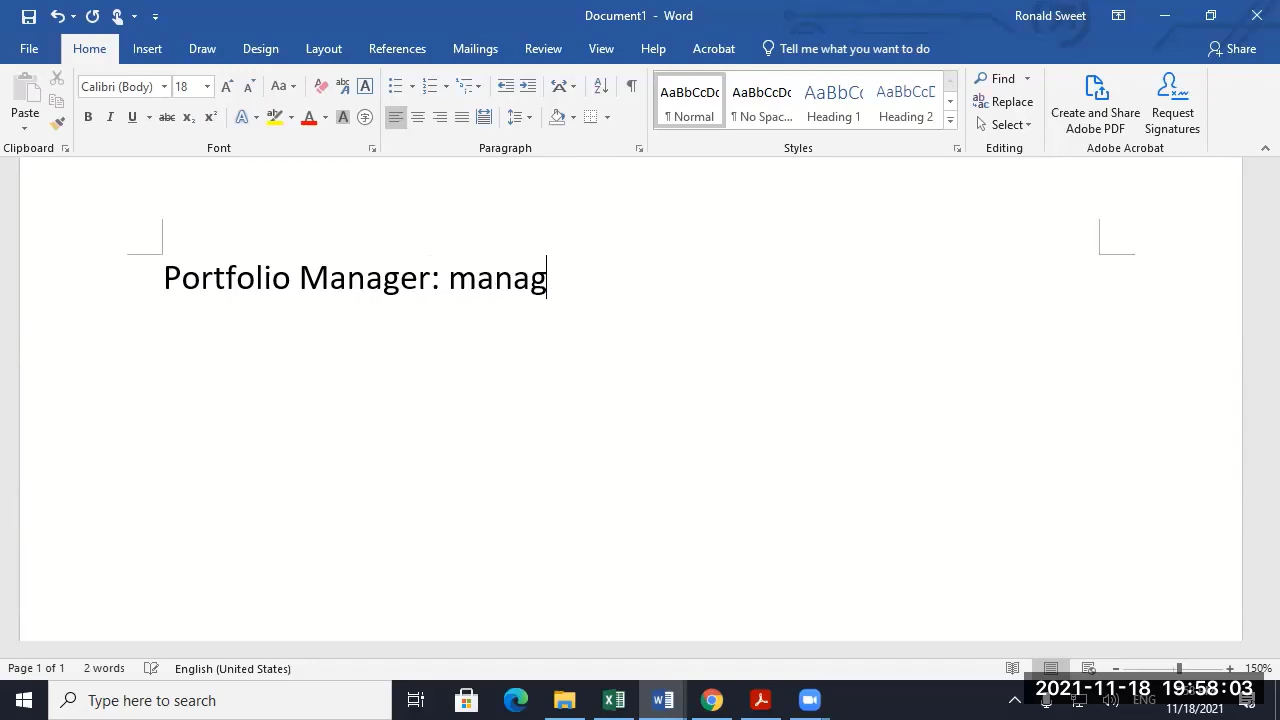 Document1 - Word
Ronald Sweet
File Home Insert Draw Design Layout References Mailings Review View Help Acrobat Tell me what you want to do Share
Paste
Clipboard
Calibri (Body) 18
Font
Paragraph
AaBbCcDc AaBbCcDc AaBbCc AaBbCcD
¶ Normal ¶ No Spac... Heading 1 Heading 2
Styles
Find
Replace
Select
Editing
Create and Share Adobe PDF
Request Signatures
Adobe Acrobat
Portfolio Manager: manag
Page 1 of 1 2 words English (United States) 150%
Type here to search
2021-11-18 19:58:03
ENG
11/18/2021